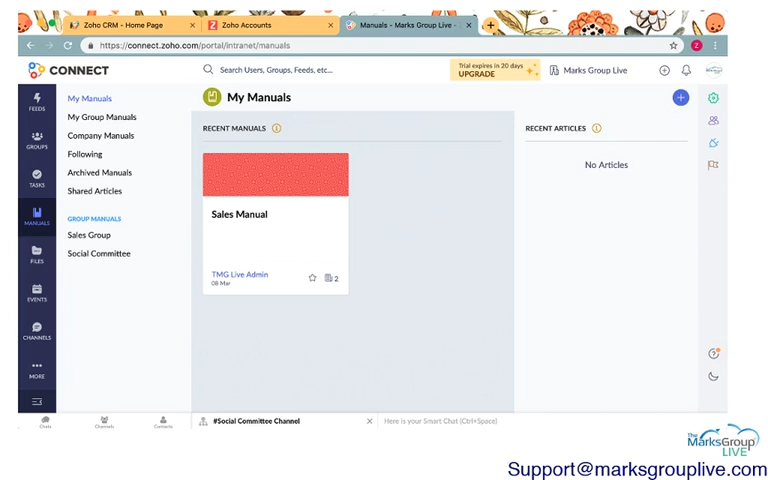 Zoho CRM - Home Page
Zoho Accounts
Manuals - Marks Group Live -
https://connect.zoho.com/portal/intranet/manuals
Z
CONNECT
Search Users, Groups, Feeds, etc...
Trial expires in 20 days
UPGRADE
Marks Group Live
FEEDS
GROUPS
TASKS
MANUALS
FILES
EVENTS
CHANNELS
MORE
My Manuals
My Group Manuals
Company Manuals
Following
Archived Manuals
Shared Articles
GROUP MANUALS
Sales Group
Social Committee
My Manuals
RECENT MANUALS
Sales Manual
TMG Live Admin
08 Mar
2
RECENT ARTICLES
No Articles
Chats
Channels
Contacts
#Social Committee Channel
Here is your Smart Chat (Ctrl+Space)
The
MarksGroup
LIVE
Support@marksgrouplive.com